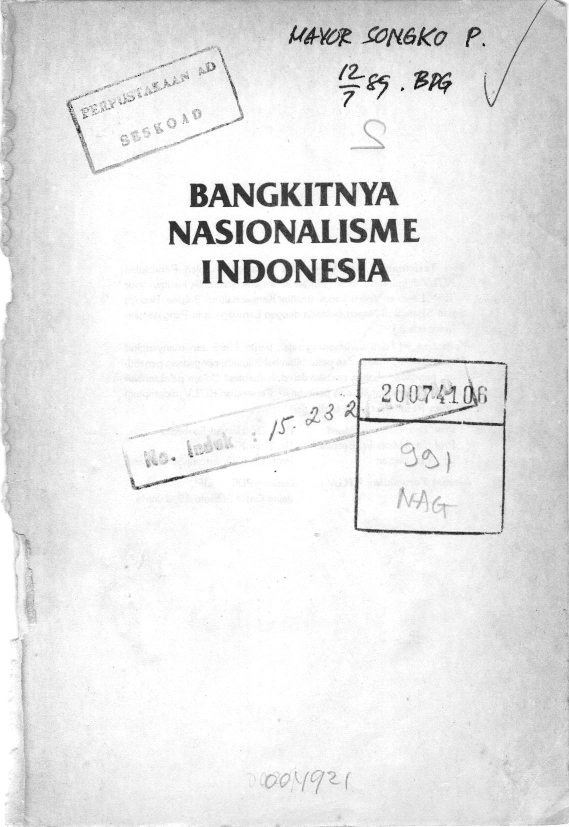 MAYOR SONGKO P.
12/7 89 . BPG
PERPUSTAKAAN AD
SESKOAD
2
BANGKITNYA
NASIONALISME
INDONESIA
20074106
No. Induk : 15.232.
991
NAG
0004921